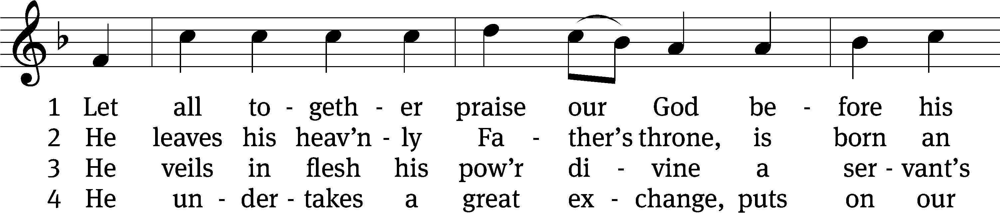 1 Let all to - geth - er praise our God be - fore his
2 He leaves his heav’n - ly Fa - ther’s throne, is born an
3 He veils in flesh his pow’r di - vine a ser - vant’s
4 He un - der - takes a great ex - change, puts on our